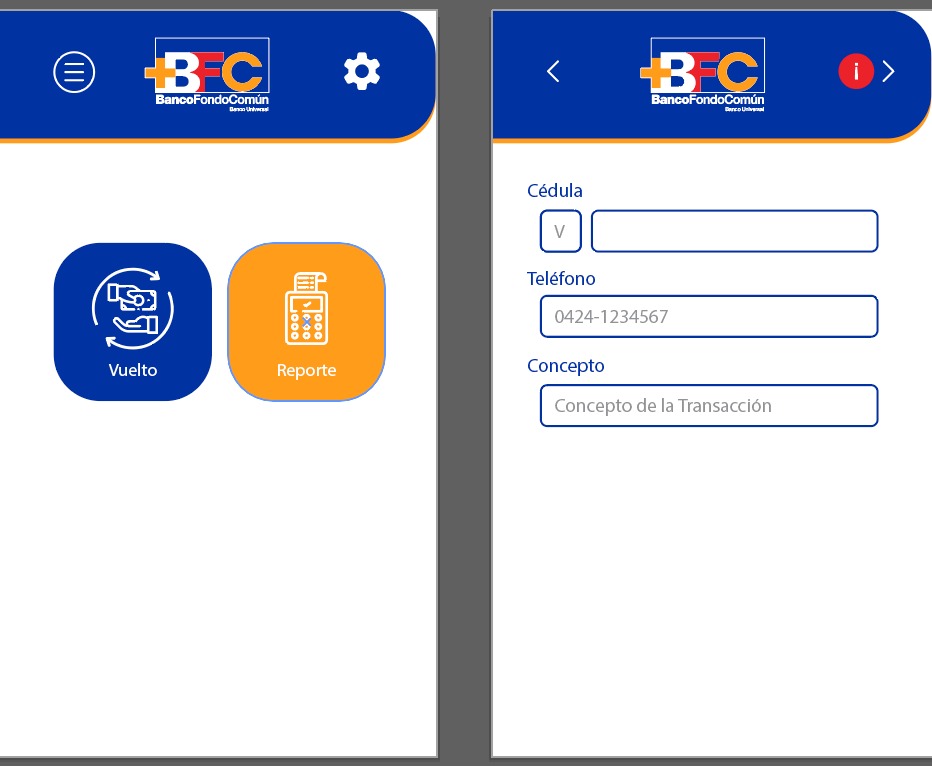 +BFC
BancoFondoComún
Banco Universal
Vuelto
Reporte
+BFC
BancoFondoComún
Banco Universal
i
Cédula
V
Teléfono
0424-1234567
Concepto
Concepto de la Transacción